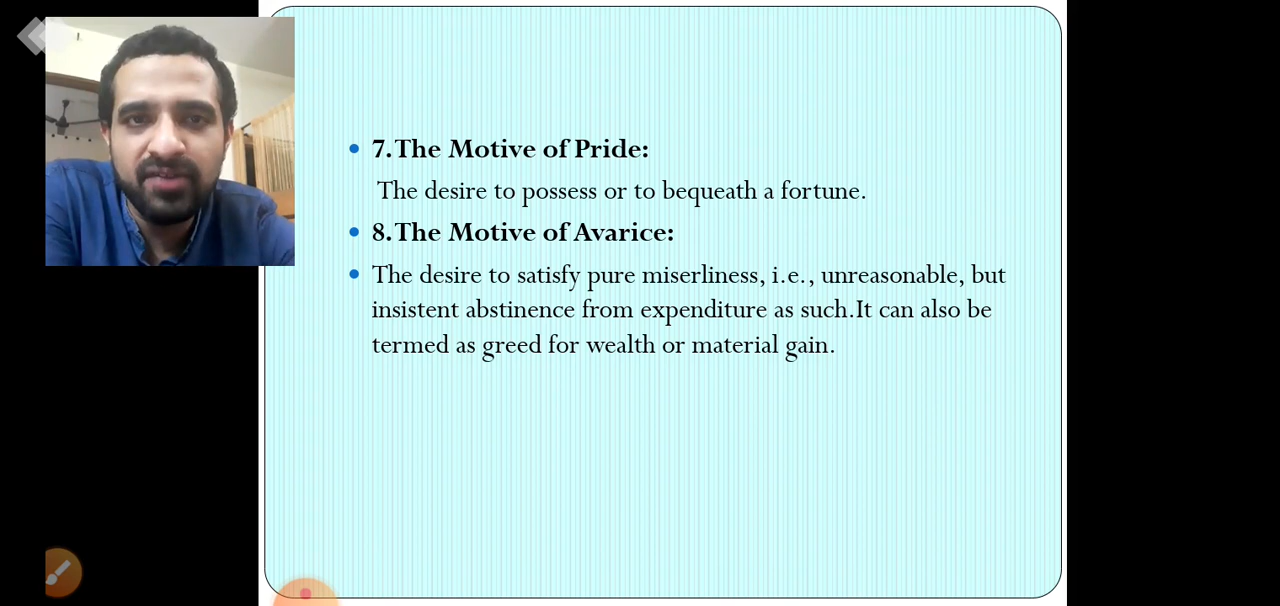 7.The Motive of Pride:
The desire to possess or to bequeath a fortune.
8.The Motive of Avarice:
The desire to satisfy pure miserliness, i.e., unreasonable, but
insistent abstinence from expenditure as such.It can also be
termed as greed for wealth or material gain.